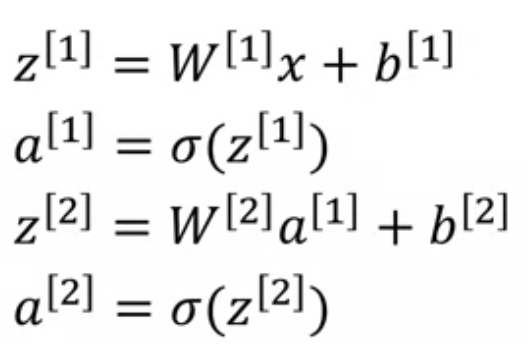 z^[1] = W^[1]x + b^[1]
a^[1] = σ(z^[1])
z^[2] = W^[2]a^[1] + b^[2]
a^[2] = σ(z^[2])